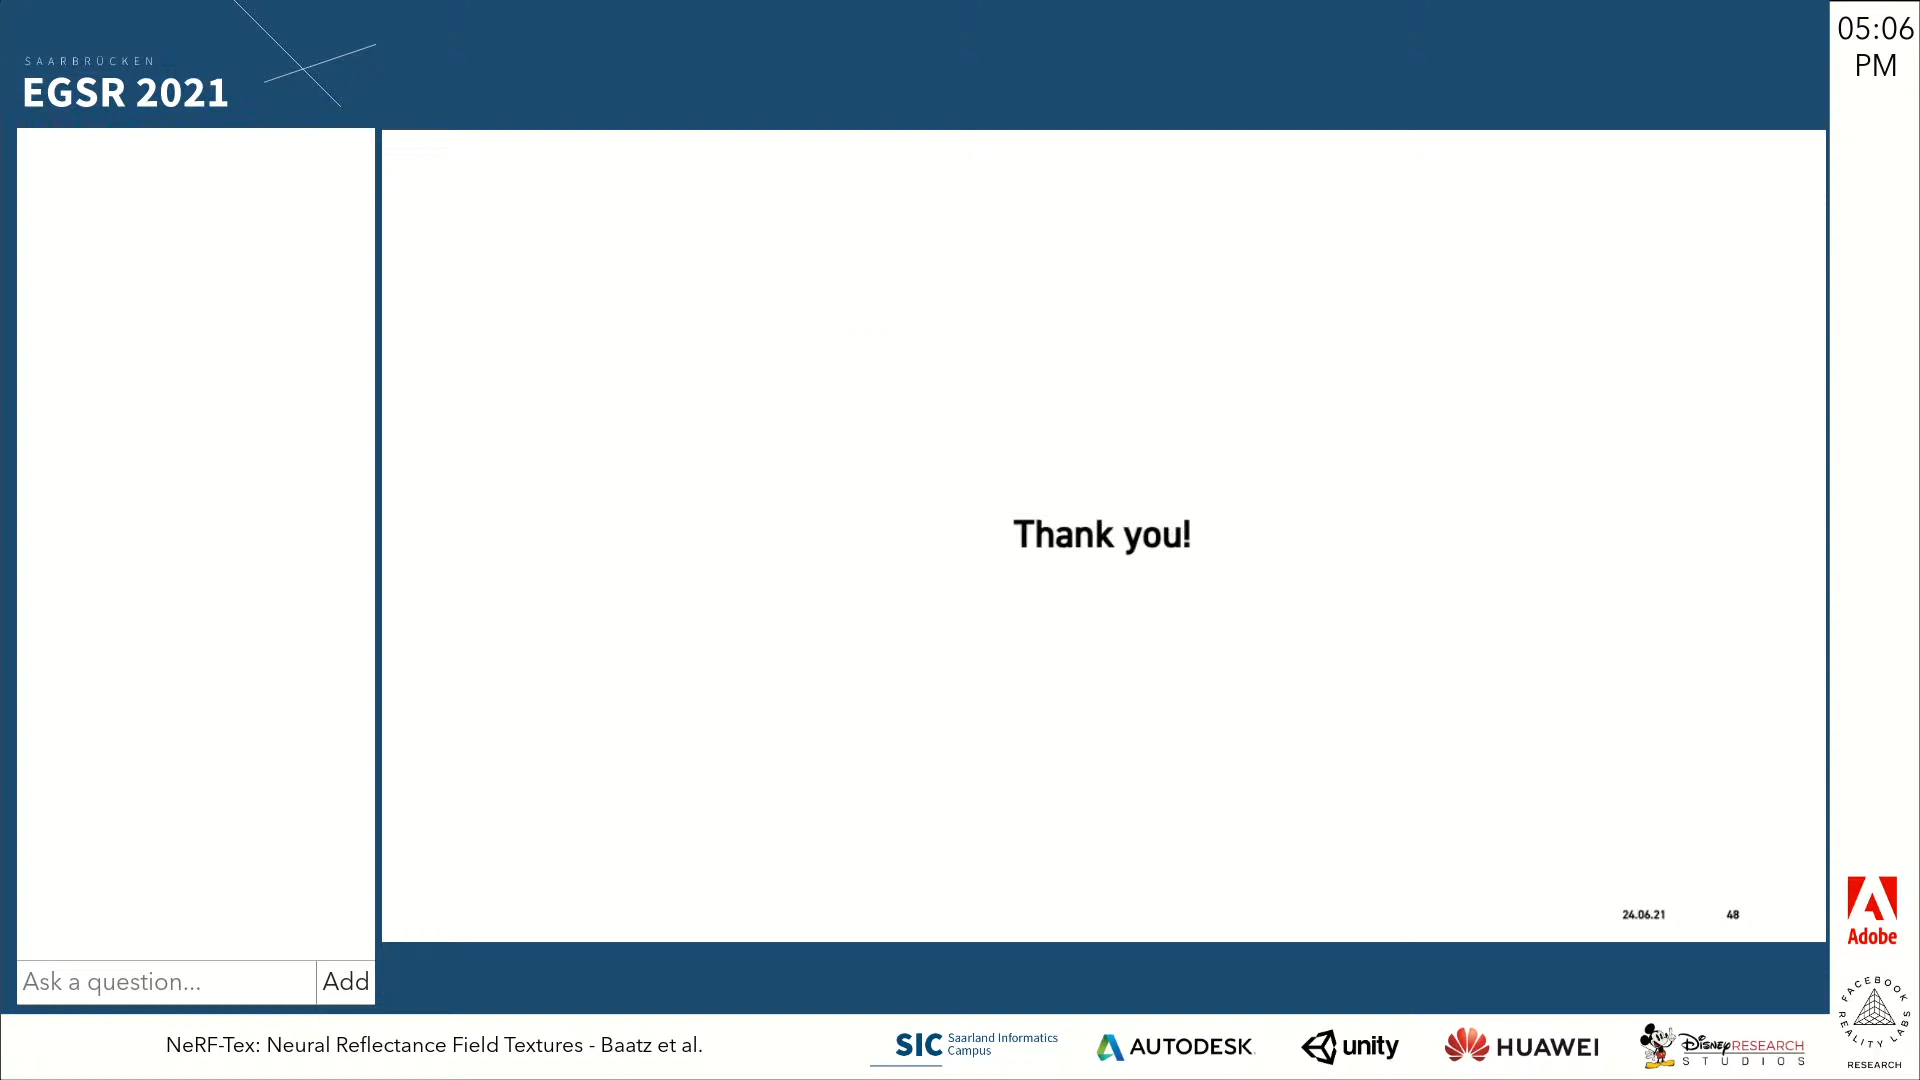 SAARBRÜCKEN
EGSR 2021
05:06
PM
Thank you!
24.06.21
48
Ask a question...
Add
Adobe
FACEBOOK
REALITY LABS
RESEARCH
NeRF-Tex: Neural Reflectance Field Textures - Baatz et al.
SIC Saarland Informatics
Campus
AUTODESK
unity
HUAWEI
Disney RESEARCH
STUDIOS